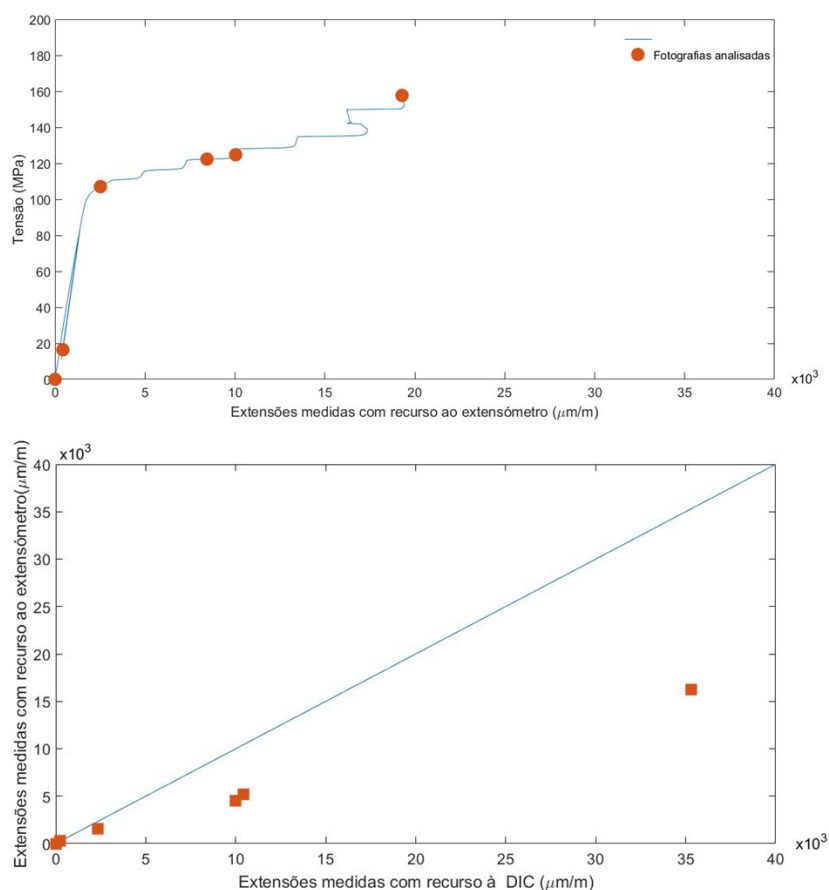 200
180
160
140
120
100
80
60
40
20
0
Tensão (MPa)
Fotografias analisadas
0 5 10 15 20 25 30 35 40
x10³
Extensões medidas com recurso ao extensómetro (μm/m)
x10³
40
35
30
25
20
15
10
5
0
Extensões medidas com recurso ao extensómetro(μm/m)
0 5 10 15 20 25 30 35 40
x10³
Extensões medidas com recurso à DIC (μm/m)